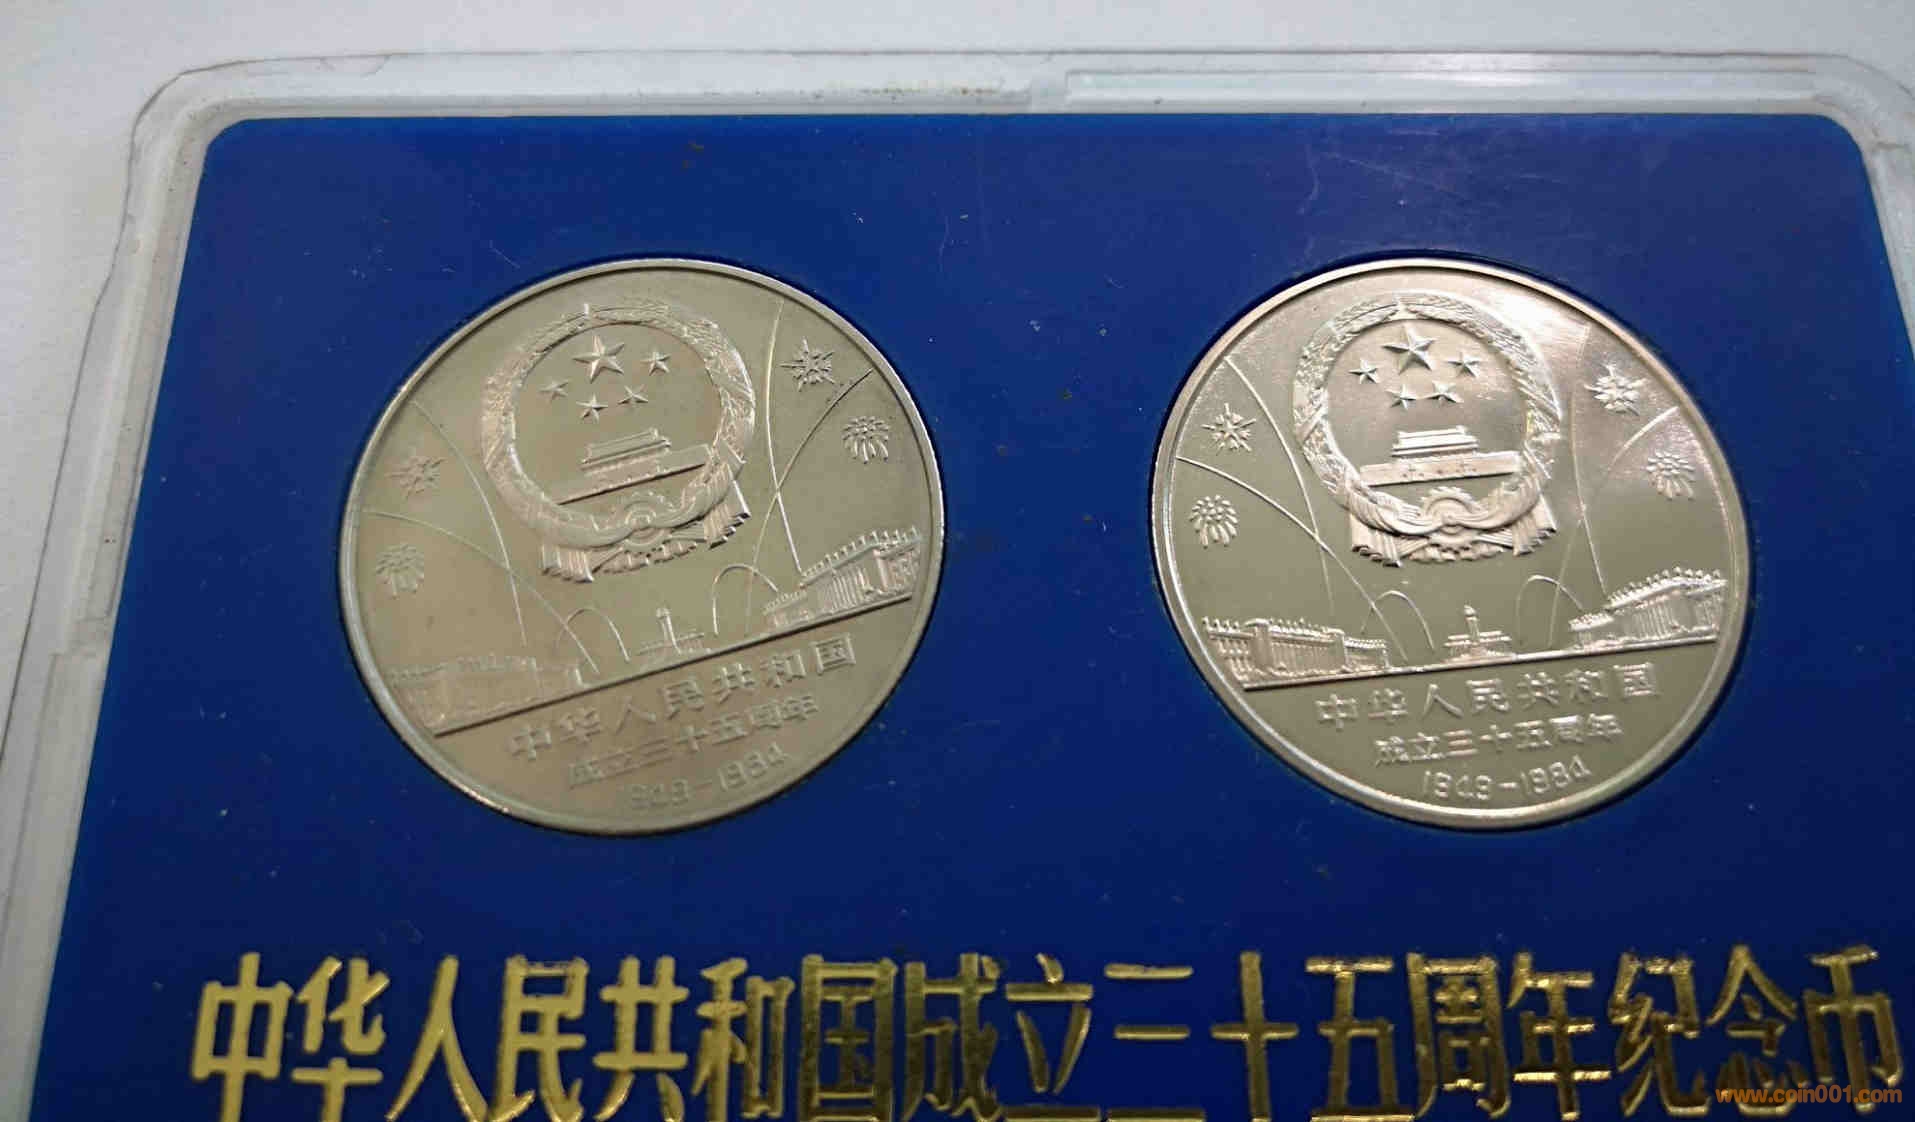 中华人民共和国
成立三十五周年
1949-1984
中华人民共和国
成立三十五周年
1949-1984
中华人民共和国成立三十五周年纪念币
www.coin001.com